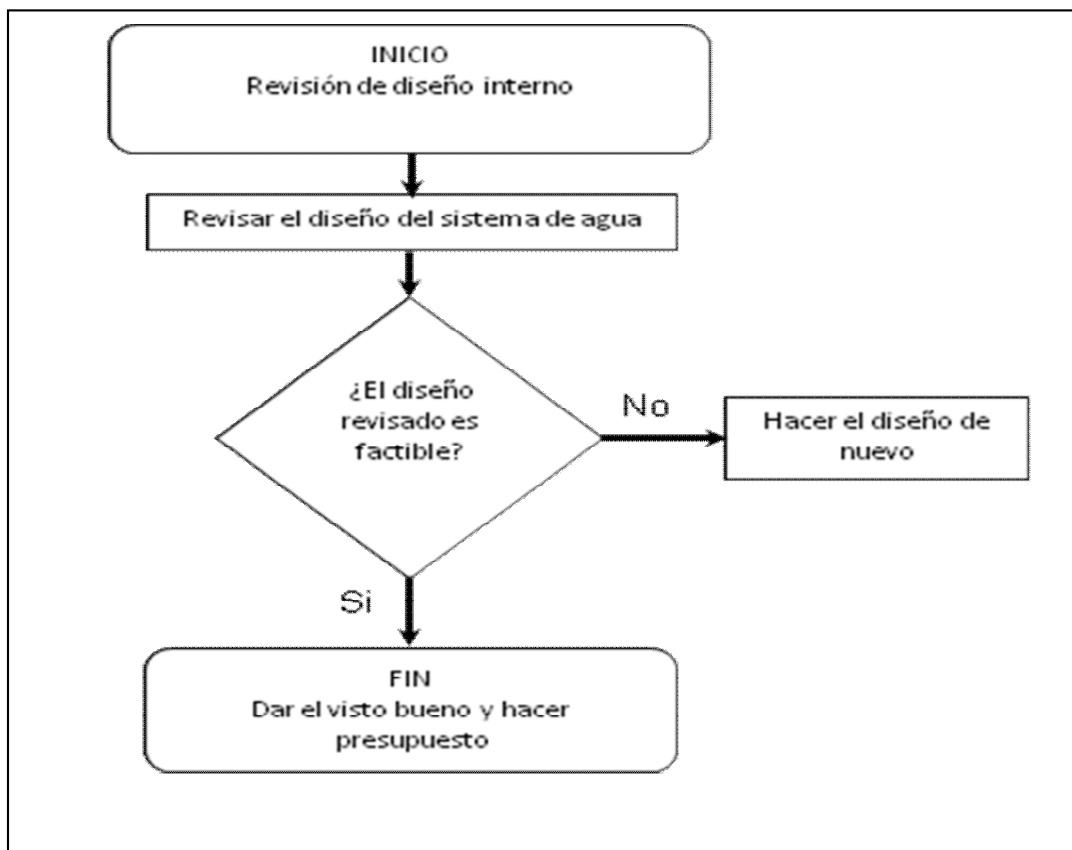 INICIO
Revisión de diseño interno
Revisar el diseño del sistema de agua
¿El diseño
revisado es
factible?
No
Hacer el diseño de
nuevo
Si
FIN
Dar el visto bueno y hacer
presupuesto